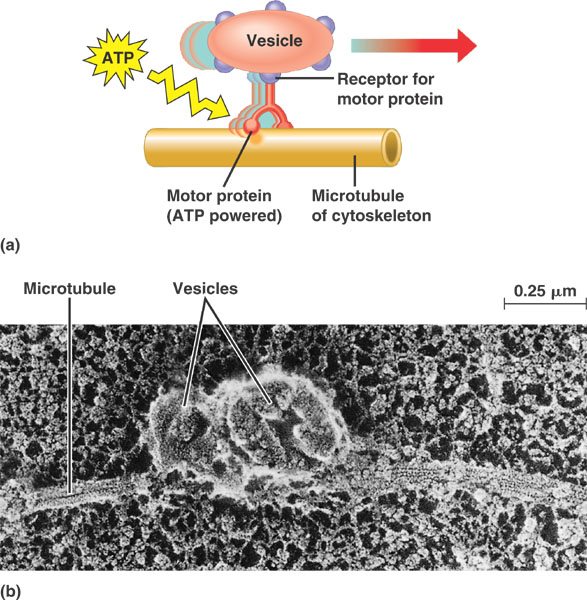 ATP
Vesicle
Receptor for
motor protein
Motor protein
(ATP powered)
Microtubule
of cytoskeleton
(a)
Microtubule
Vesicles
0.25 µm
(b)